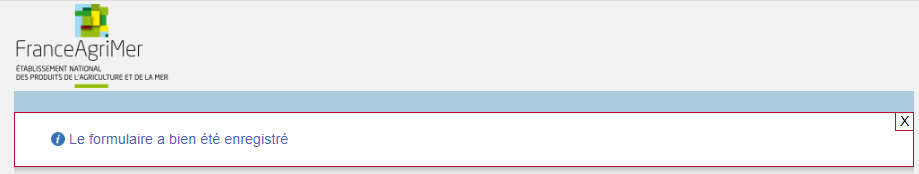 FranceAgriMer
ÉTABLISSEMENT NATIONAL
DES PRODUITS DE L'AGRICULTURE ET DE LA MER
X
Le formulaire a bien été enregistré